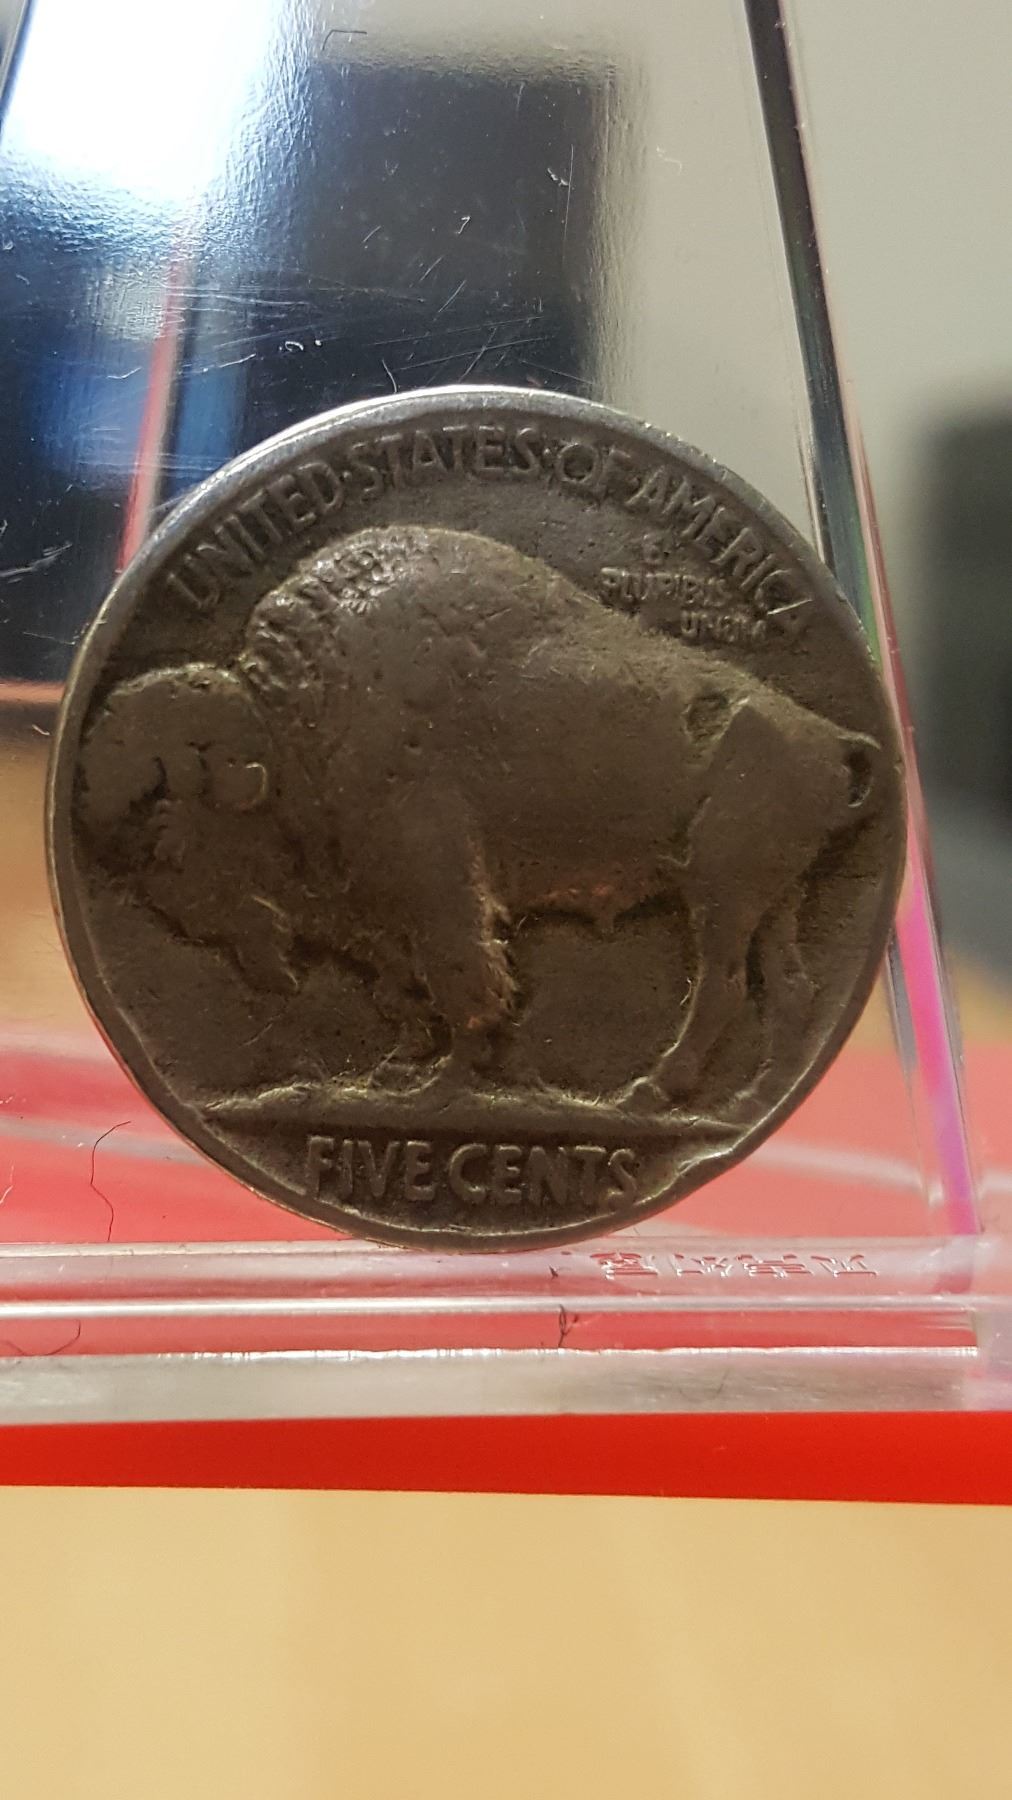 UNITED·STATES·OF·AMERICA
E
PLURIBUS
UNUM
FIVE CENTS